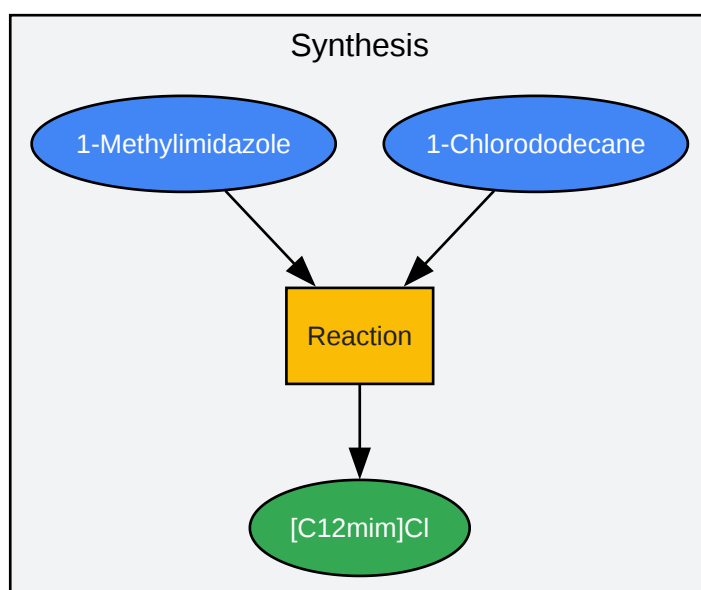 Synthesis
1-Methylimidazole
1-Chlorododecane
Reaction
[C12mim]Cl